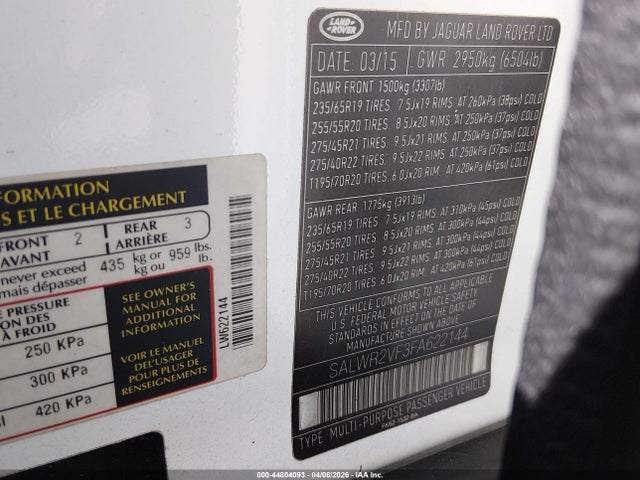 FORMATION
S ET LE CHARGEMENT
FRONT 2
AVANT
REAR 3
ARRIÈRE
never exceed 435 kg or 959 lbs.
mais dépasser kg ou lb.
PRESSURE
ON DES
À FROID
250 KPa
300 KPa
420 KPa
SEE OWNER'S
MANUAL FOR
ADDITIONAL
INFORMATION
VOIR LE MANUEL
DE L'USAGER
POUR PLUS DE
RENSEIGNEMENTS
LW622144
LAND ROVER
MFD BY JAGUAR LAND ROVER LTD
DATE 03/15 GWR 2950kg (6504lb)
GAWR FRONT 1500kg (3307lb)
235/65R19 TIRES 7 5Jx19 RIMS AT 260kPa (38psi) COLD
255/55R20 TIRES 8 5Jx20 RIMS AT 250kPa (37psi) COLD
275/45R21 TIRES 9 5Jx21 RIMS AT 250kPa (37psi) COLD
275/40R22 TIRES 9 5Jx22 RIMS AT 250kPa (37psi) COLD
T195/70R20 TIRES 6 0Jx20 RIM AT 420kPa (61psi) COLD
GAWR REAR 1775kg (3913lb)
235/65R19 TIRES 7 5Jx19 RIMS AT 310kPa (45psi) COLD
255/55R20 TIRES 8 5Jx20 RIMS AT 300kPa (44psi) COLD
275/45R21 TIRES 9 5Jx21 RIMS AT 300kPa (44psi) COLD
275/40R22 TIRES 9 5Jx22 RIMS AT 300kPa (44psi) COLD
T195/70R20 TIRES 6 0Jx20 RIM AT 420kPa (61psi) COLD
THIS VEHICLE CONFORMS TO ALL APPLICABLE
U.S. FEDERAL MOTOR VEHICLE SAFETY
STANDARDS IN EFFECT ON THE DATE OF
MANUFACTURE SHOWN ABOVE
SALWR2VF3FA622144
TYPE MULTI-PURPOSE PASSENGER VEHICLE
000-44804093 | 04/06/2026 - IAA, Inc.